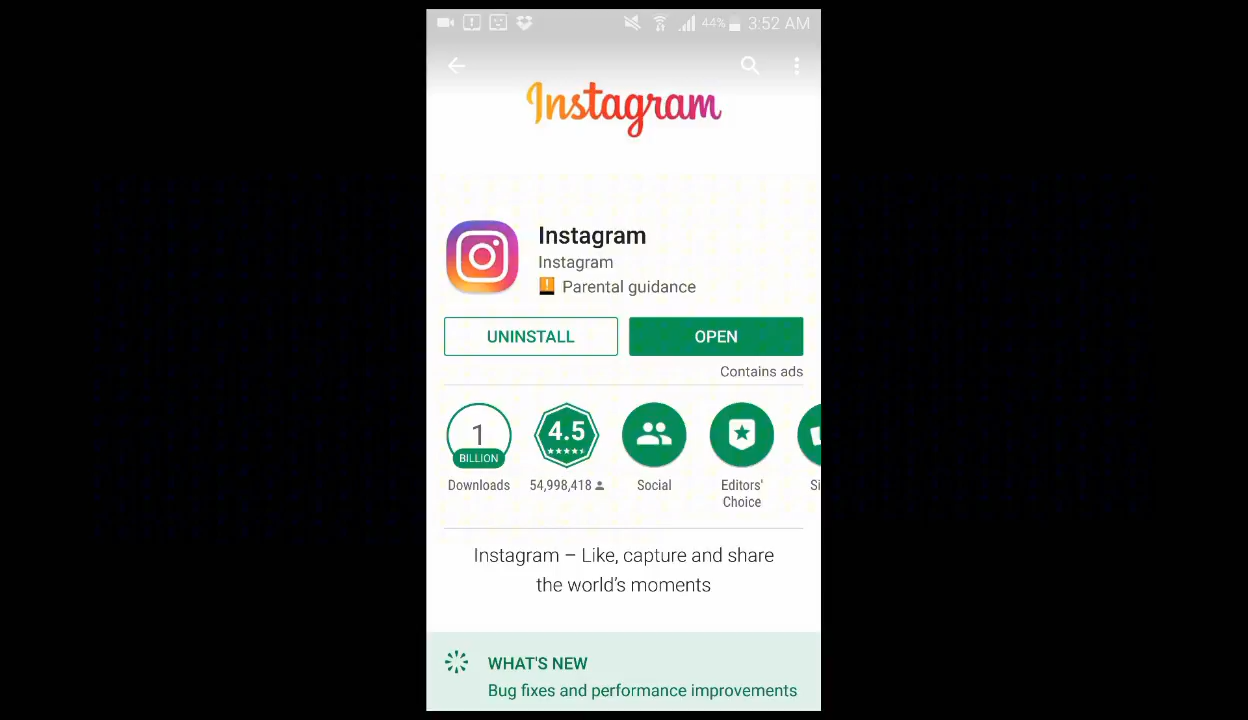 44% 3:52 AM
Instagram
Instagram
Instagram
Parental guidance
UNINSTALL
OPEN
Contains ads
1
BILLION
4.5
Downloads
54,998,418
Social
Editors'
Choice
Si
Instagram – Like, capture and share
the world's moments
WHAT'S NEW
Bug fixes and performance improvements